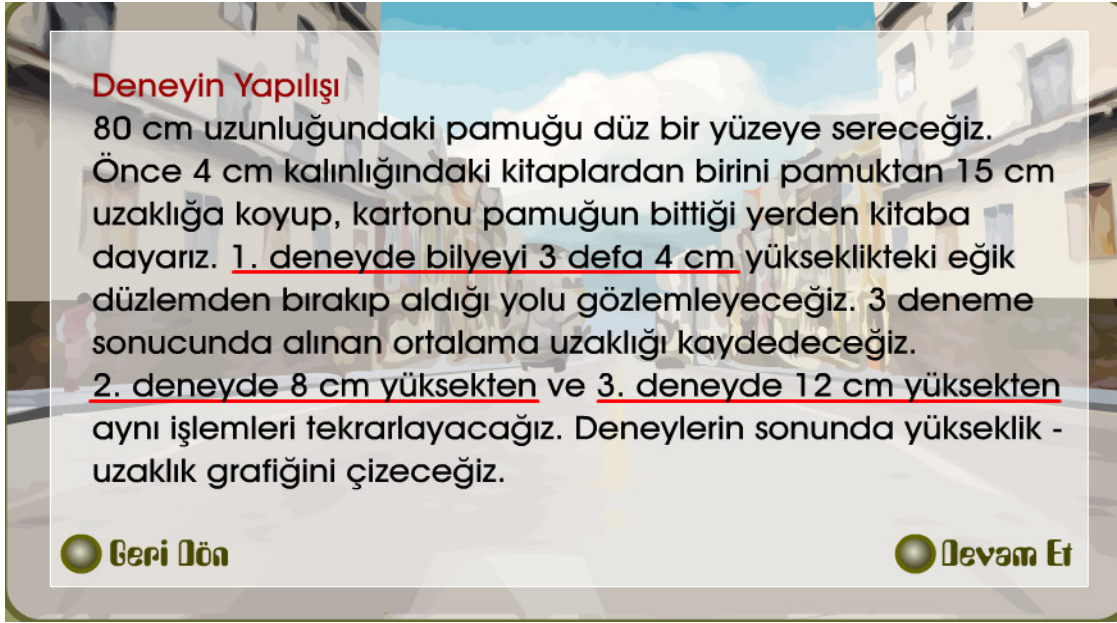 Deneyin Yapılışı
80 cm uzunluğundaki pamuğu düz bir yüzeye sereceğiz.
Önce 4 cm kalınlığındaki kitaplardan birini pamuktan 15 cm
uzaklığa koyup, kartonu pamuğun bittiği yerden kitaba
dayarız. 1. deneyde bilyeyi 3 defa 4 cm yükseklikteki eğik
düzlemden bırakıp aldığı yolu gözlemleyeceğiz. 3 deneme
sonucunda alınan ortalama uzaklığı kaydedeceğiz.
2. deneyde 8 cm yüksekten ve 3. deneyde 12 cm yüksekten
aynı işlemleri tekrarlayacağız. Deneylerin sonunda yükseklik -
uzaklık grafiğini çizeceğiz.
Geri Dön
Devam Et